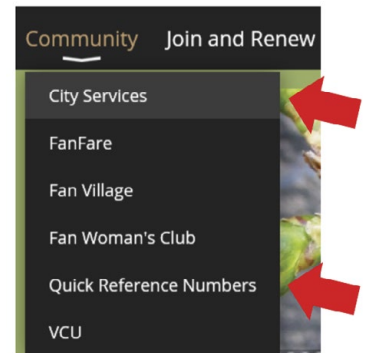 Community Join and Renew
City Services
FanFare
Fan Village
Fan Woman's Club
Quick Reference Numbers
VCU